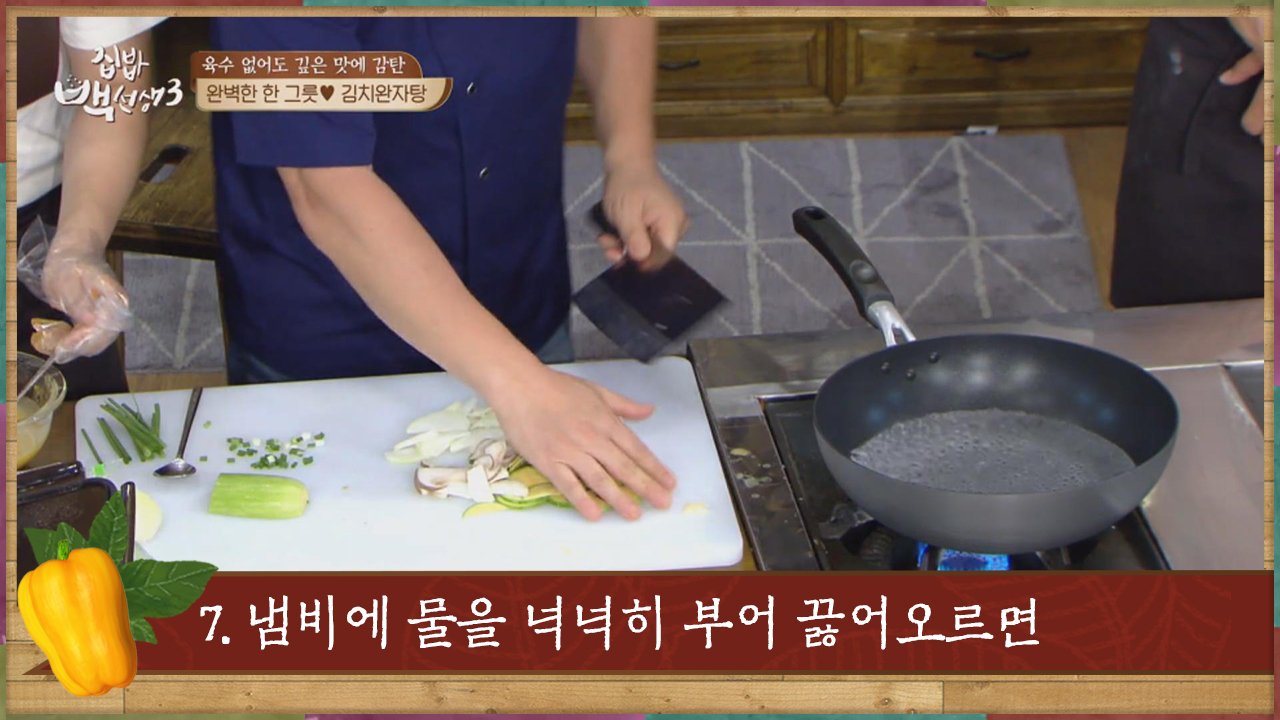 집밥
백선생3
육수 없어도 깊은 맛에 감탄
완벽한 한 그릇♥ 김치완자탕
7. 냄비에 물을 넉넉히 부어 끓어오르면